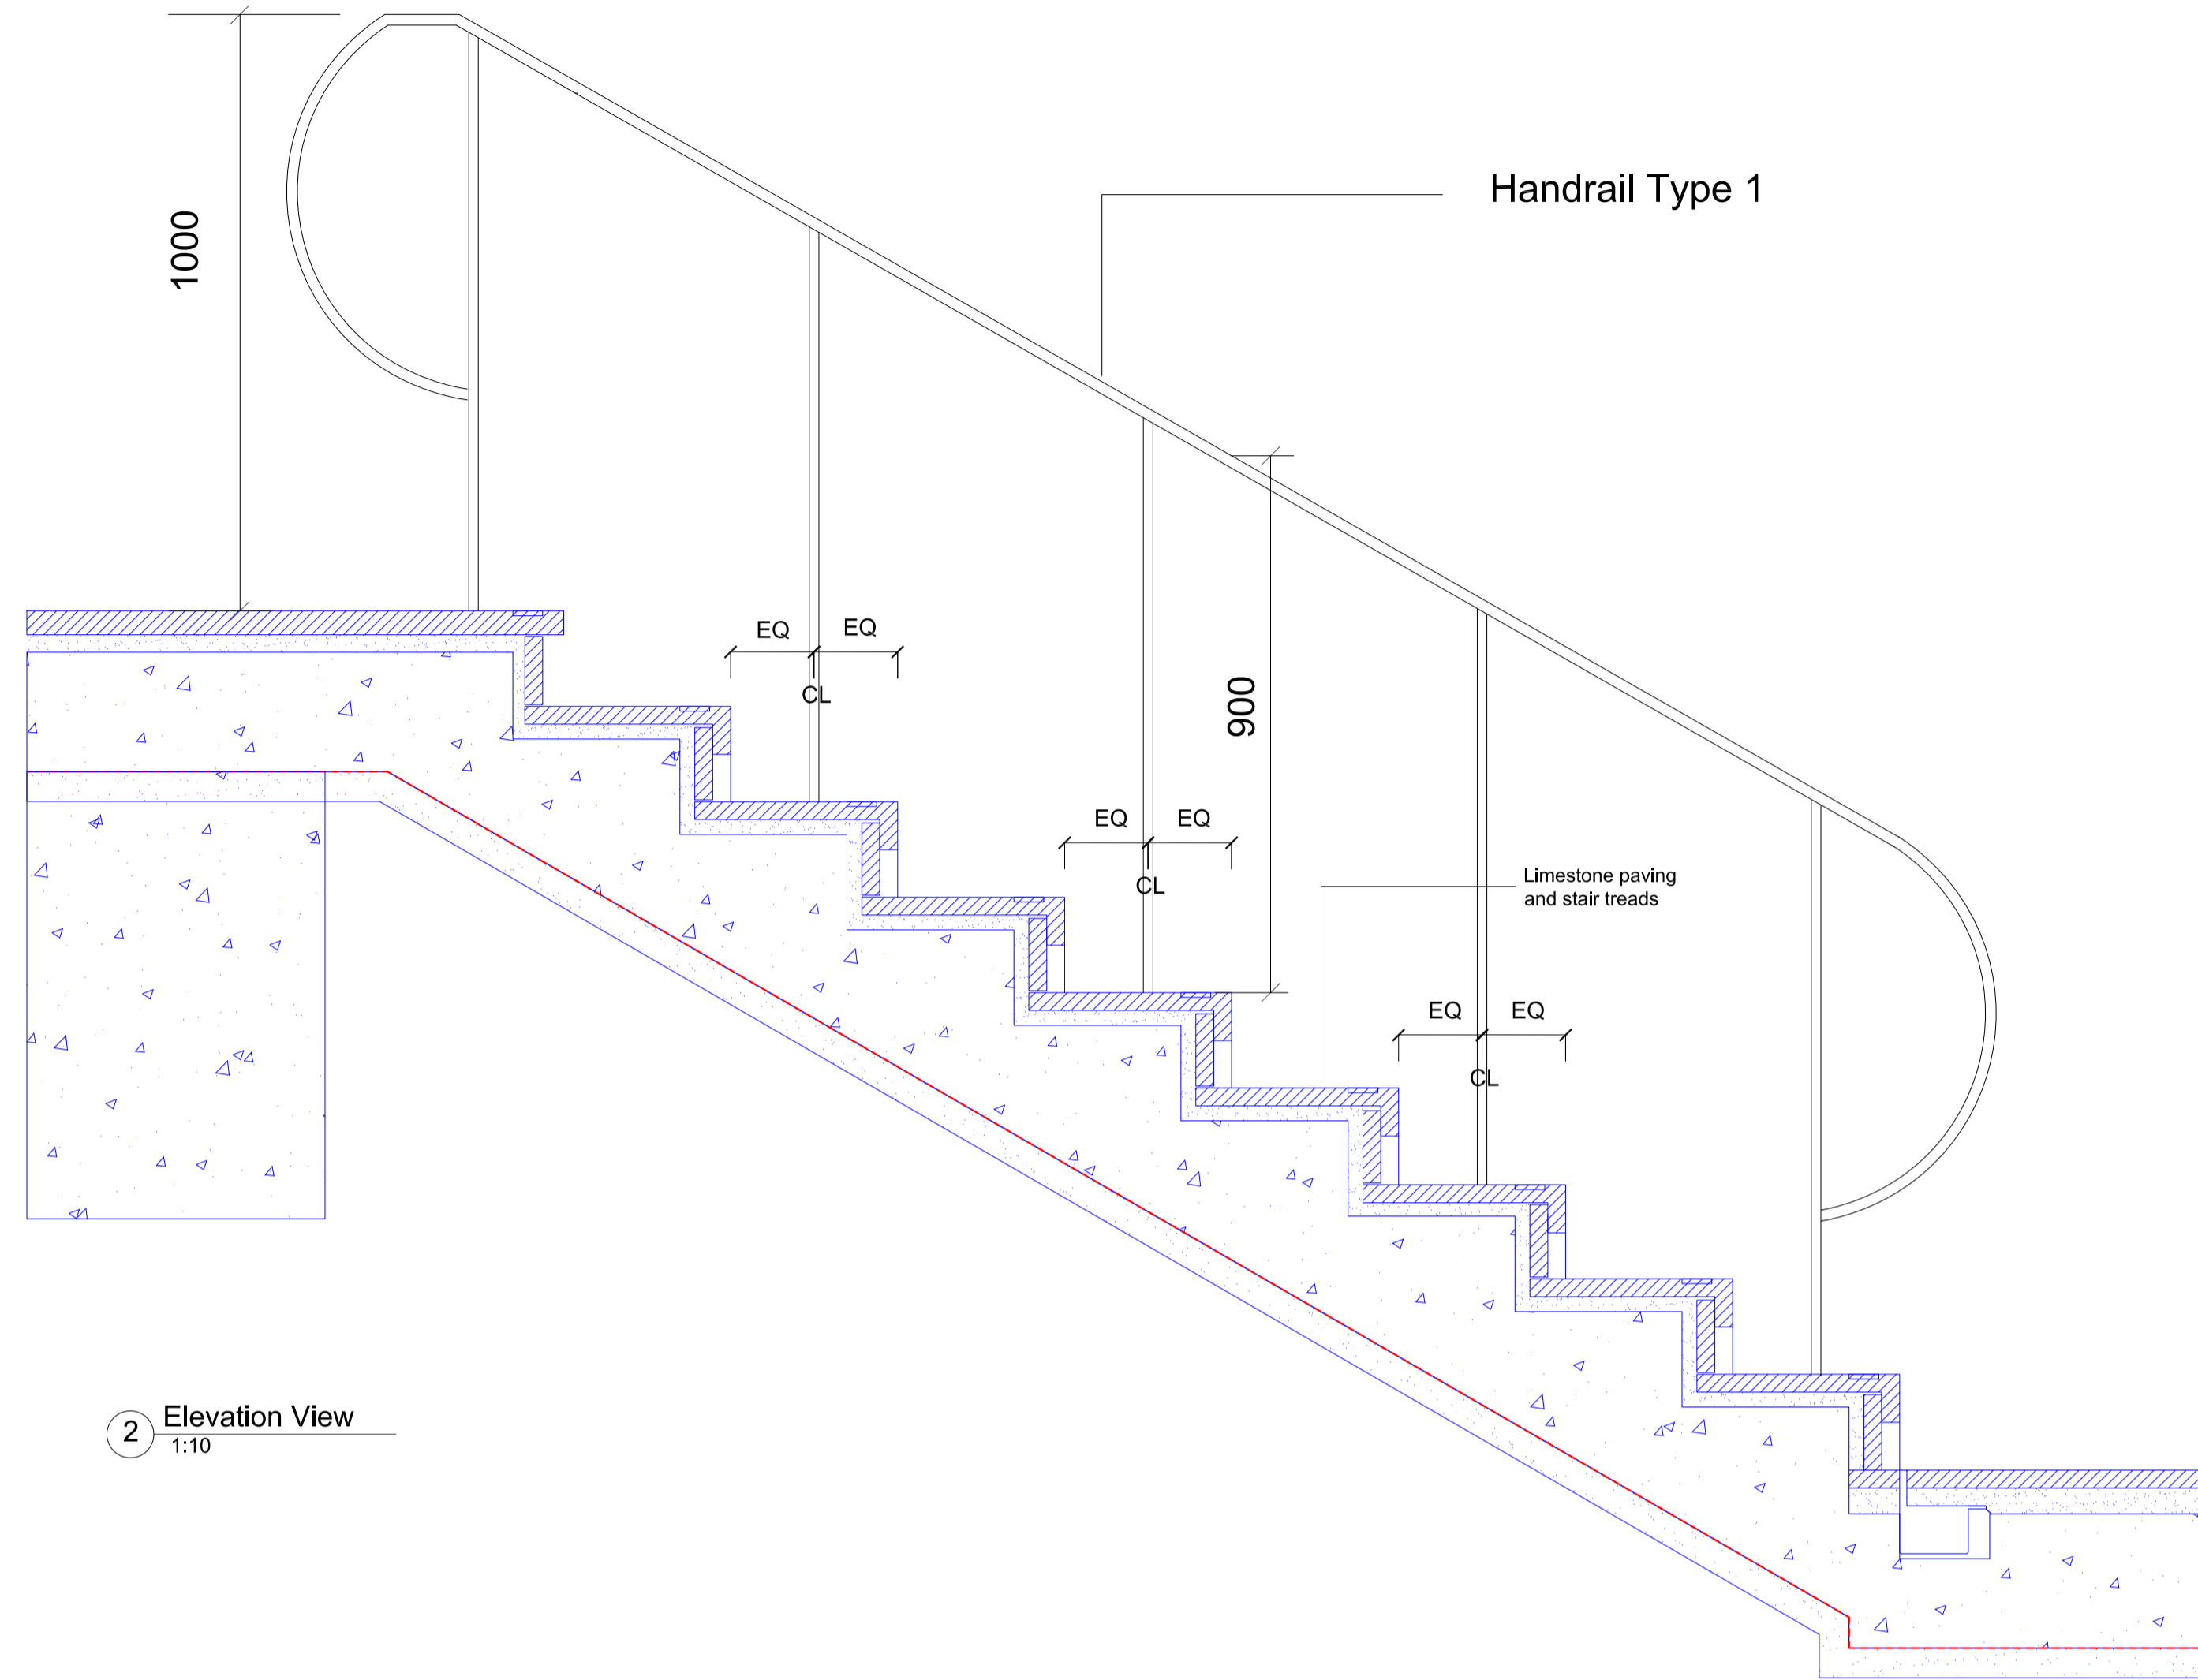 Handrail Type 1
1000
EQ
EQ
CL
900
EQ
EQ
CL
Limestone paving
and stair treads
EQ
EQ
CL
2
Elevation View
1:10